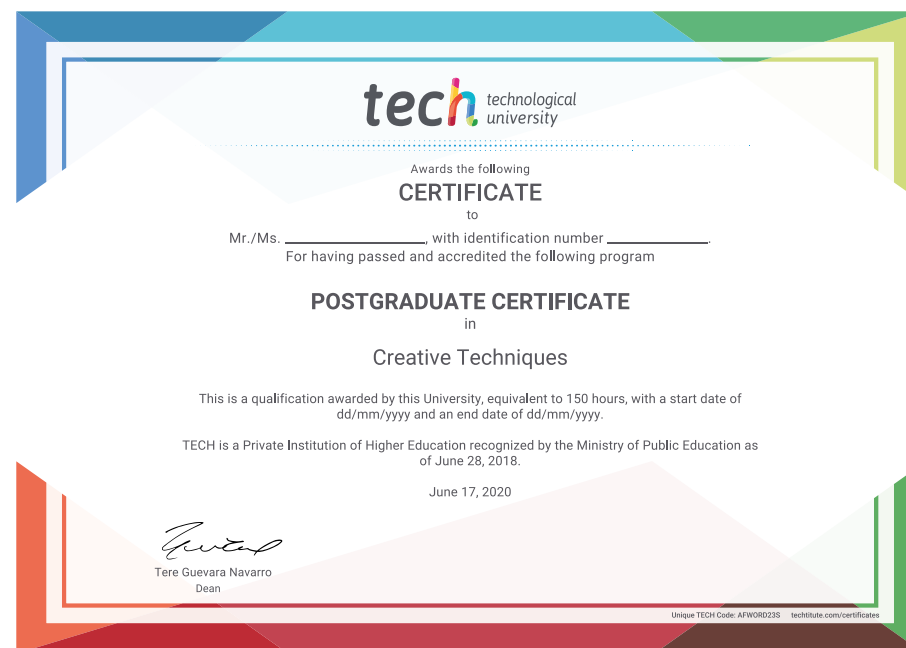 tech technological
university
Awards the following
CERTIFICATE
to
Mr./Ms. ____________________, with identification number ______________.
For having passed and accredited the following program
POSTGRADUATE CERTIFICATE
in
Creative Techniques
This is a qualification awarded by this University, equivalent to 150 hours, with a start date of
dd/mm/yyyy and an end date of dd/mm/yyyy.
TECH is a Private Institution of Higher Education recognized by the Ministry of Public Education as
of June 28, 2018.
June 17, 2020
Tere Guevara Navarro
Dean
Unique TECH Code: AFWORD23S techtitute.com/certificates